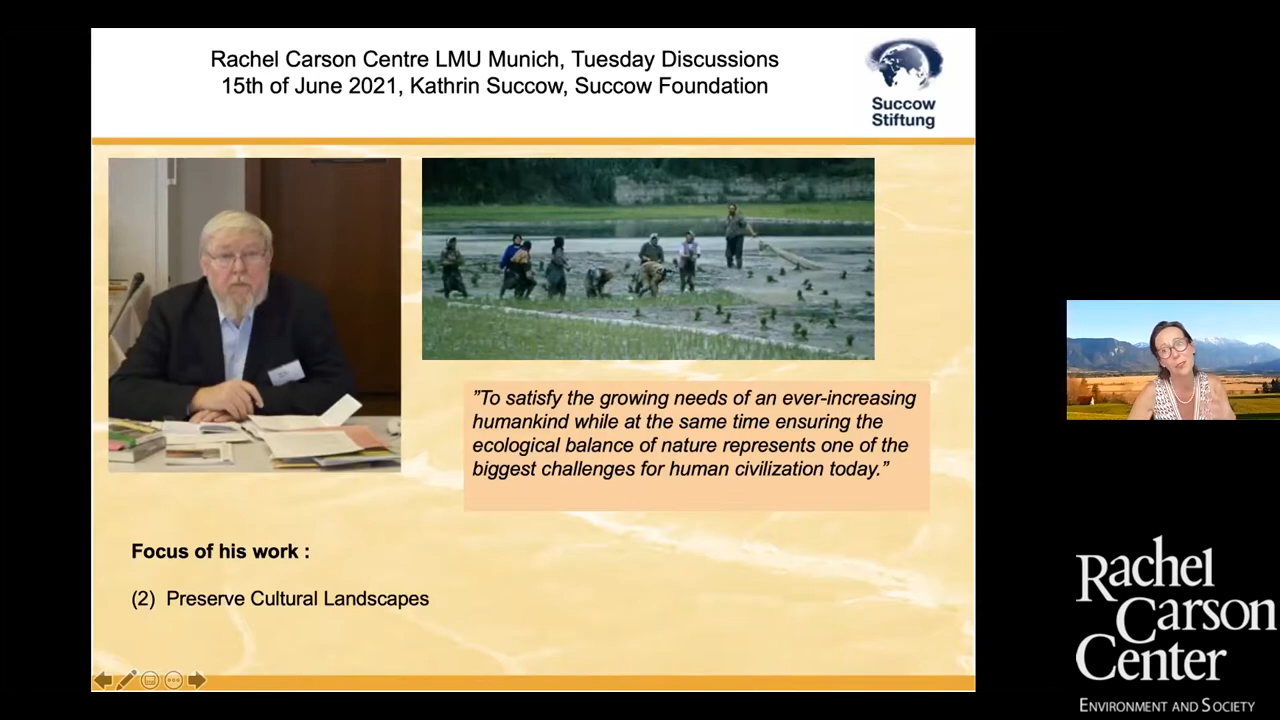 Rachel Carson Centre LMU Munich, Tuesday Discussions
15th of June 2021, Kathrin Succow, Succow Foundation
Succow
Stiftung
”To satisfy the growing needs of an ever-increasing
humankind while at the same time ensuring the
ecological balance of nature represents one of the
biggest challenges for human civilization today.”
Focus of his work :
(2) Preserve Cultural Landscapes
Rachel
Carson
Center
ENVIRONMENT AND SOCIETY